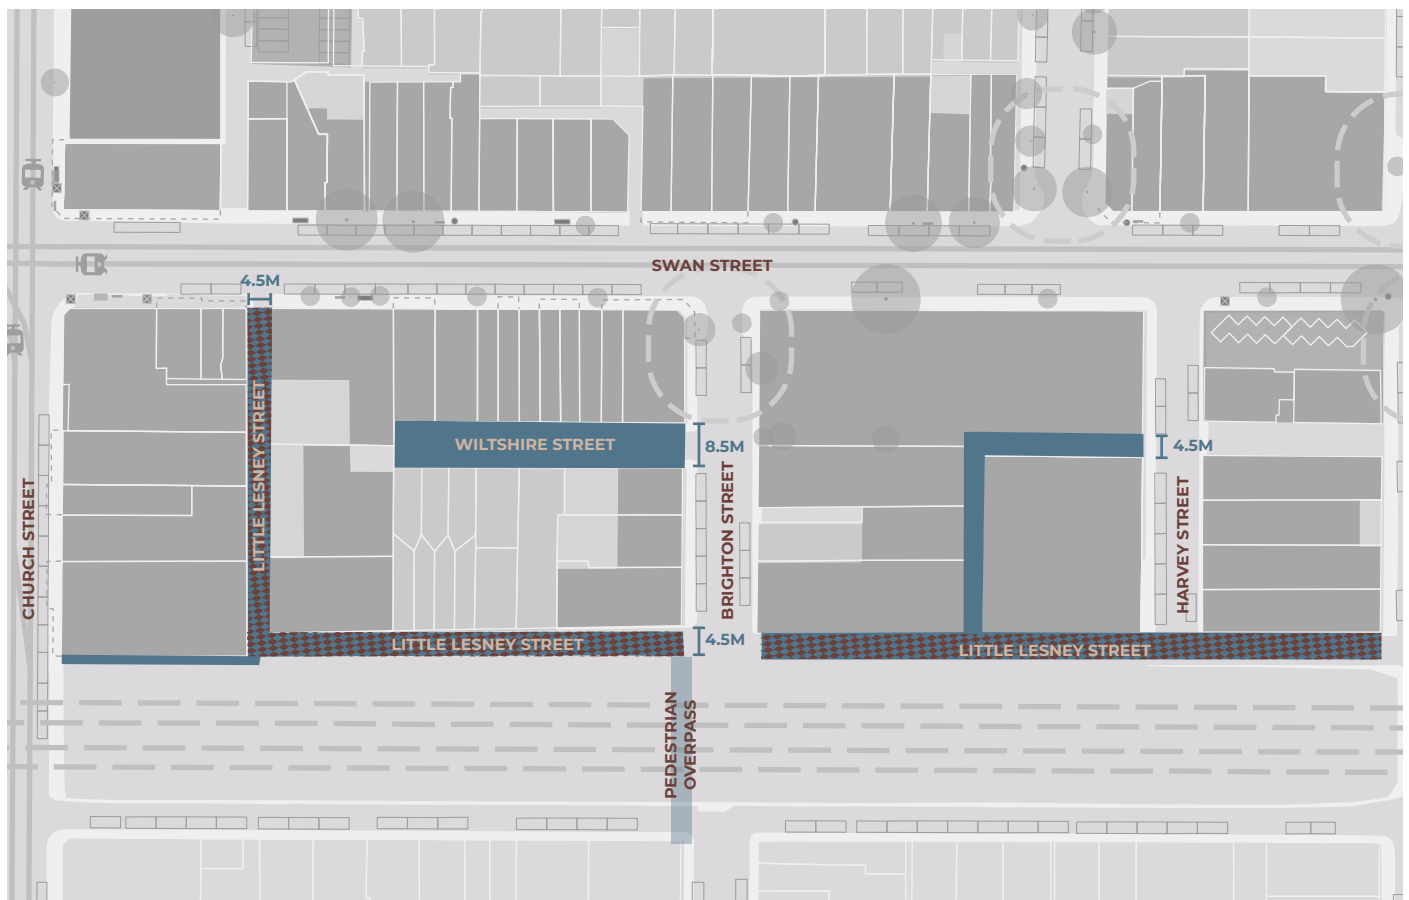 SWAN STREET
4.5M
LITTLE LESNEY STREET
WILTSHIRE STREET
8.5M
4.5M
CHURCH STREET
BRIGHTON STREET
HARVEY STREET
LITTLE LESNEY STREET
4.5M
LITTLE LESNEY STREET
PEDESTRIAN
OVERPASS